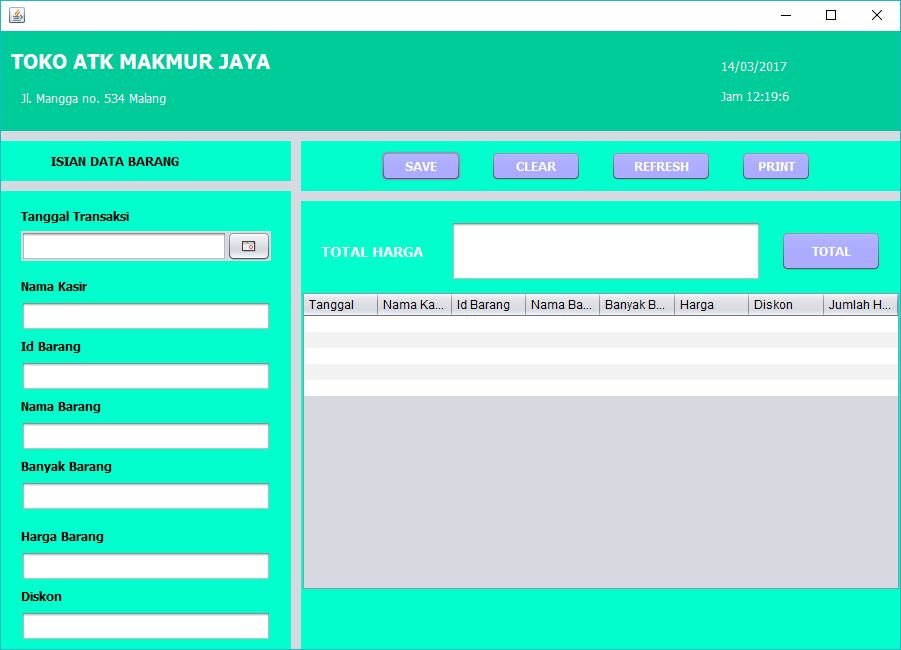 TOKO ATK MAKMUR JAYA
Jl. Mangga no. 534 Malang
14/03/2017
Jam 12:19:6
ISIAN DATA BARANG
SAVE CLEAR REFRESH PRINT
Tanggal Transaksi
Nama Kasir
Id Barang
Nama Barang
Banyak Barang
Harga Barang
Diskon
TOTAL HARGA TOTAL
Tanggal Nama Ka... Id Barang Nama Ba... Banyak B... Harga Diskon Jumlah H...